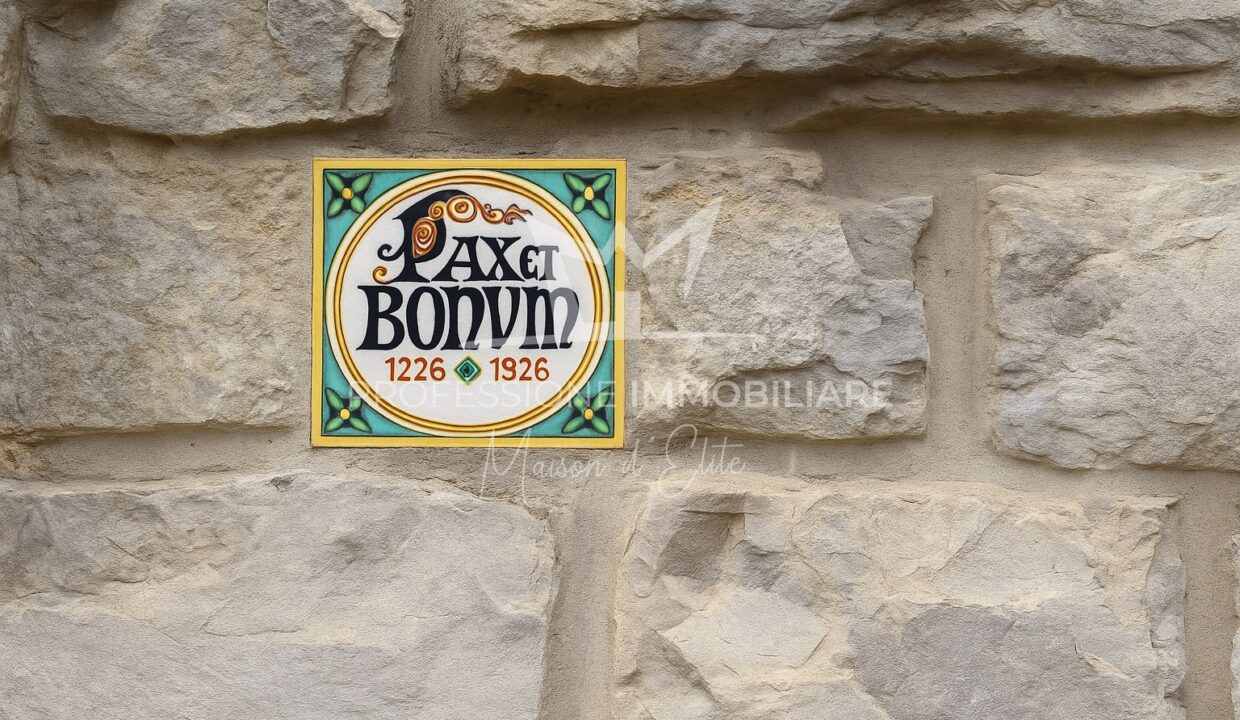 PAX ET
BONVM
1226 1926
PROFESSIONE IMMOBILIARE
Maison d'Elite